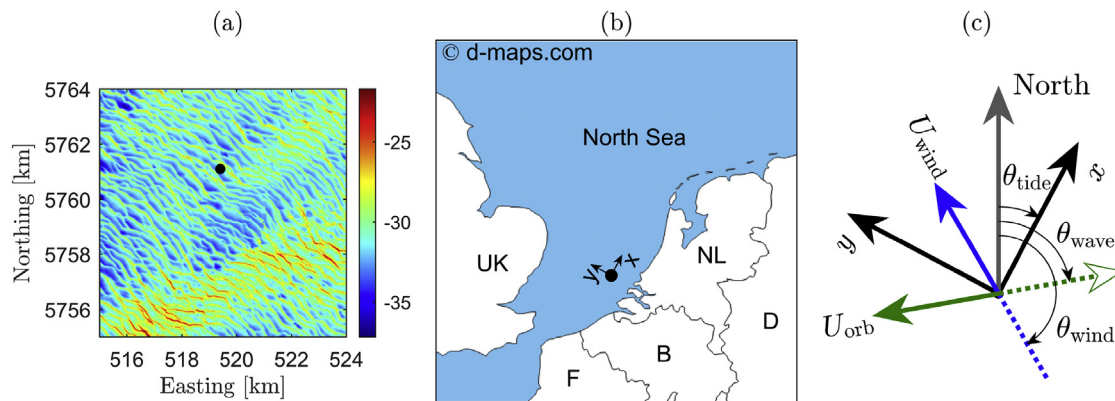 (a)
5764
5762
5760
5758
5756
Northing [km]
516 518 520 522 524
Easting [km]
-25
-30
-35
(b)
© d-maps.com
North Sea
UK
NL
y x
B
D
F
(c)
North
U_wind
x
θ_tide
θ_wave
y
U_orb
θ_wind